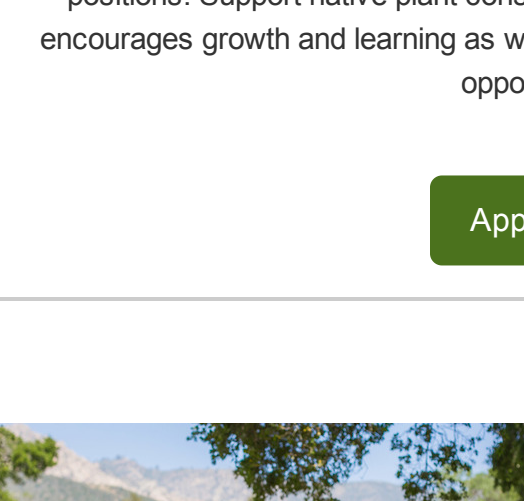 positions. Support native plant cons
encourages growth and learning as w
oppo
App